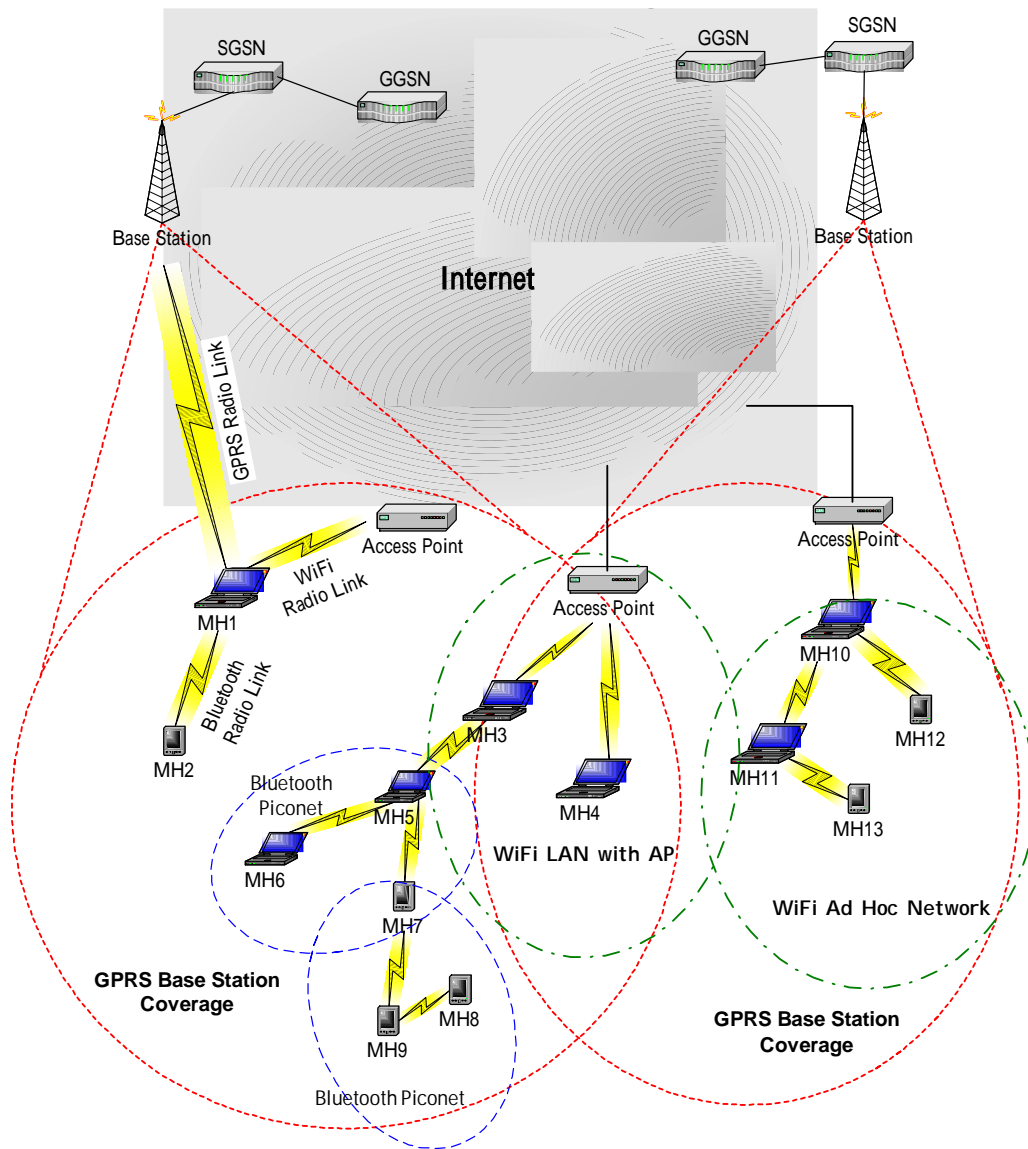 SGSN
GGSN
GGSN
SGSN
Base Station
Base Station
Internet
GPRS Radio Link
Access Point
WiFi
Radio Link
MH1
Bluetooth
Radio Link
MH2
Access Point
Access Point
MH3
MH4
WiFi LAN with AP
Bluetooth
Piconet
MH5
MH6
MH7
MH8
MH9
Bluetooth Piconet
GPRS Base Station
Coverage
MH10
MH11
MH12
MH13
WiFi Ad Hoc Network
GPRS Base Station
Coverage